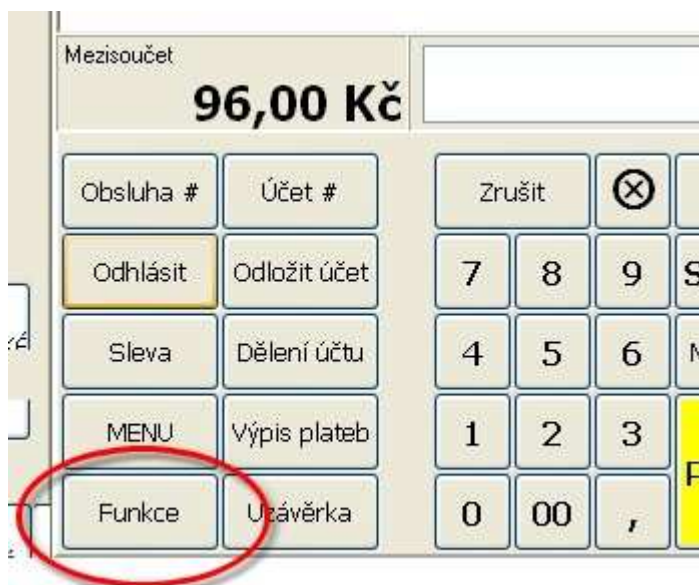 Mezisoučet
96,00 Kč
Obsluha # Účet # Zrušit ⊗
Odhlásit Odložit účet 7 8 9
Sleva Dělení účtu 4 5 6
MENU Výpis plateb 1 2 3
Funkce Uzávěrka 0 00 ,